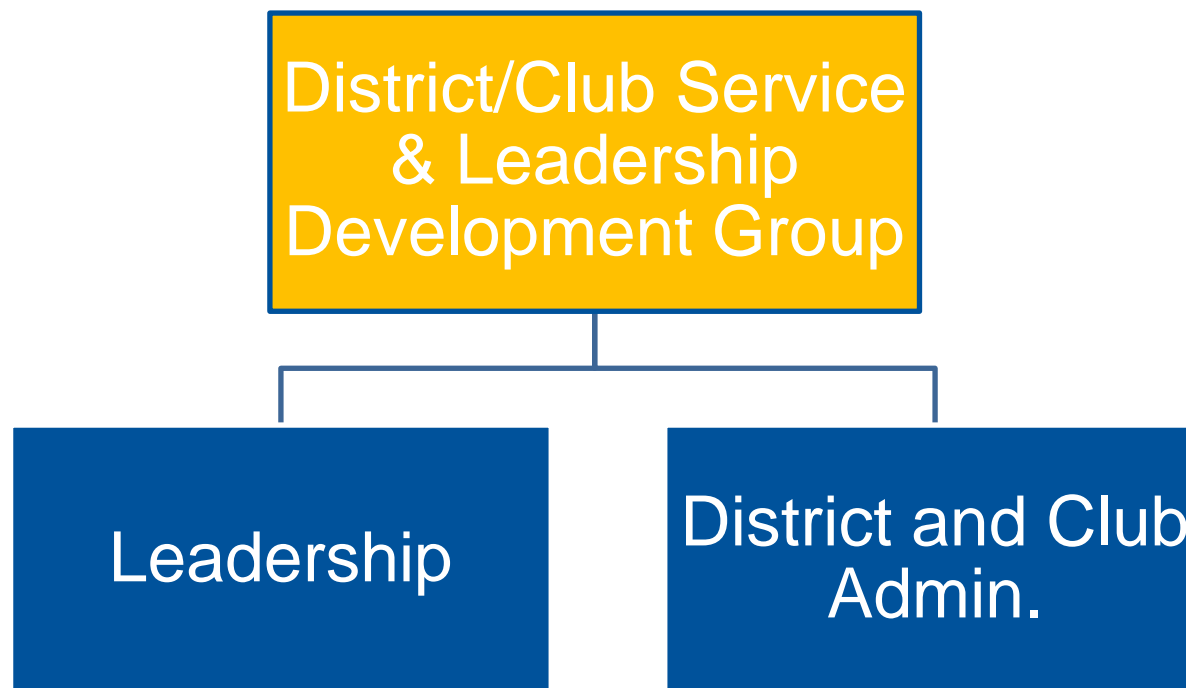 District/Club Service
& Leadership
Development Group
Leadership
District and Club
Admin.